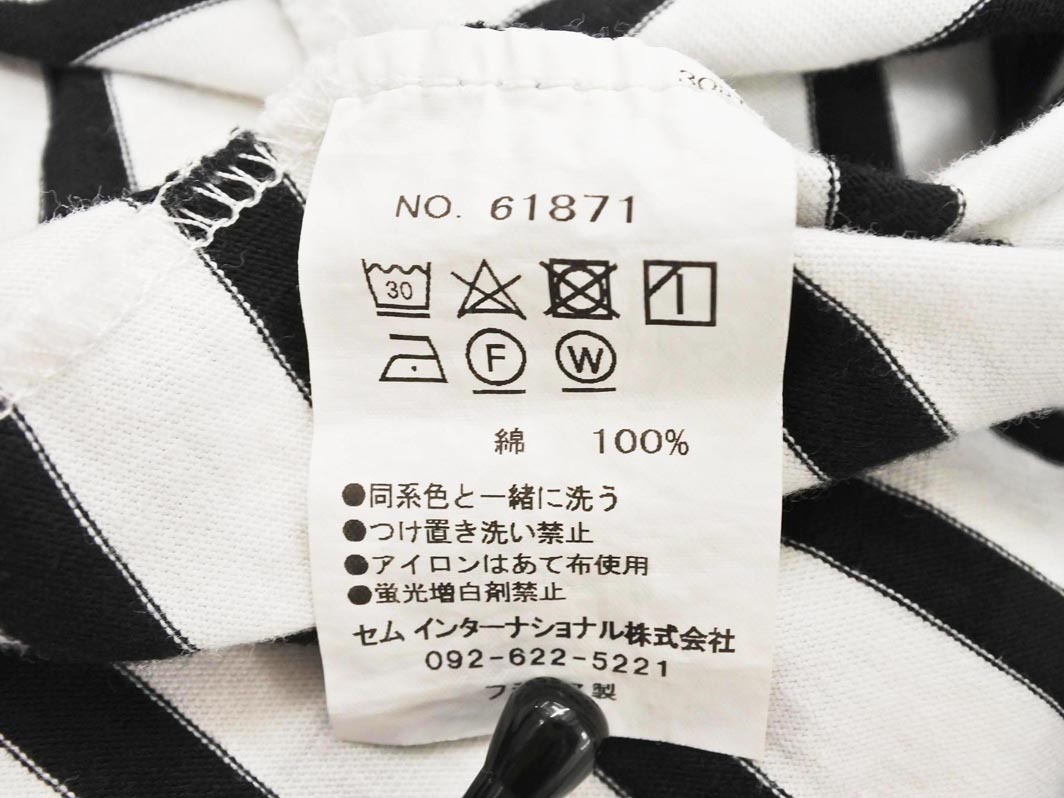 NO. 61871
30
F W
綿 100%
●同系色と一緒に洗う
●つけ置き洗い禁止
●アイロンはあて布使用
●蛍光増白剤禁止
セム インターナショナル株式会社
092-622-5221
製